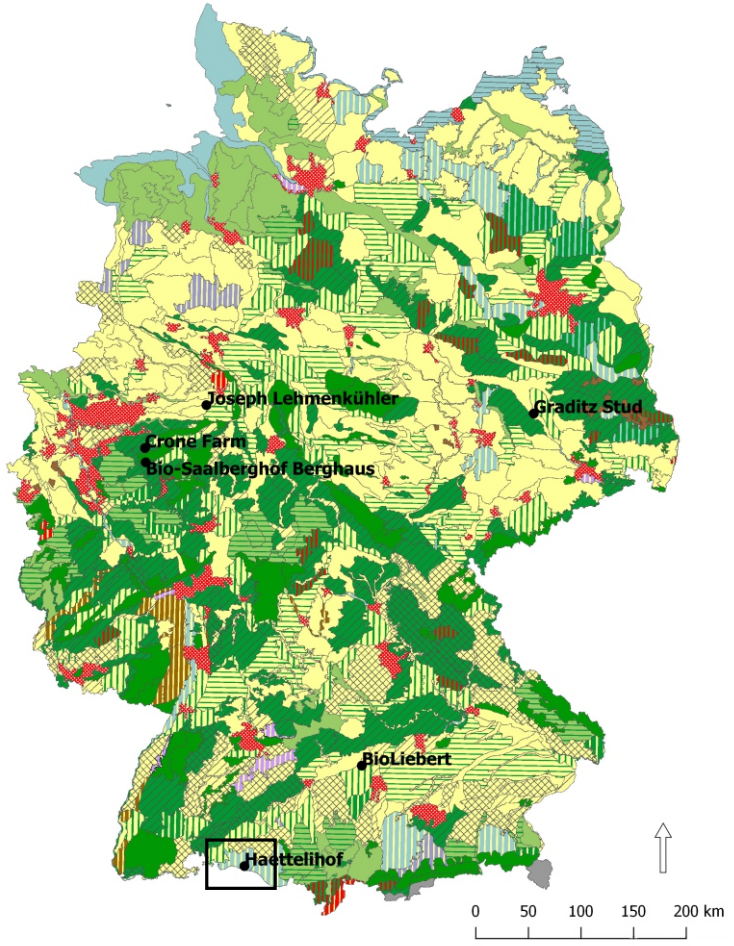 Joseph Lehmenkühler
Graditz Stud
Crone Farm
Bio-Saalberghof Berghaus
BioLiebert
Haettelihof
0 50 100 150 200 km